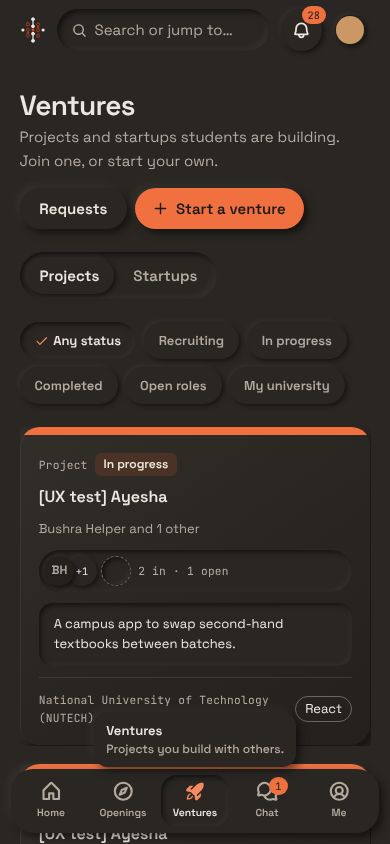 Search or jump to...
28
Ventures
Projects and startups students are building.
Join one, or start your own.
Requests
+ Start a venture
Projects
Startups
Any status
Recruiting
In progress
Completed
Open roles
My university
Project
In progress
[UX test] Ayesha
Bushra Helper and 1 other
BH +1 2 in · 1 open
A campus app to swap second-hand
textbooks between batches.
National University of Technology
(NUTECH)
React
Ventures
Projects you build with others.
Home
Openings
Ventures
Chat
1
Me
[UX test] Ayesha